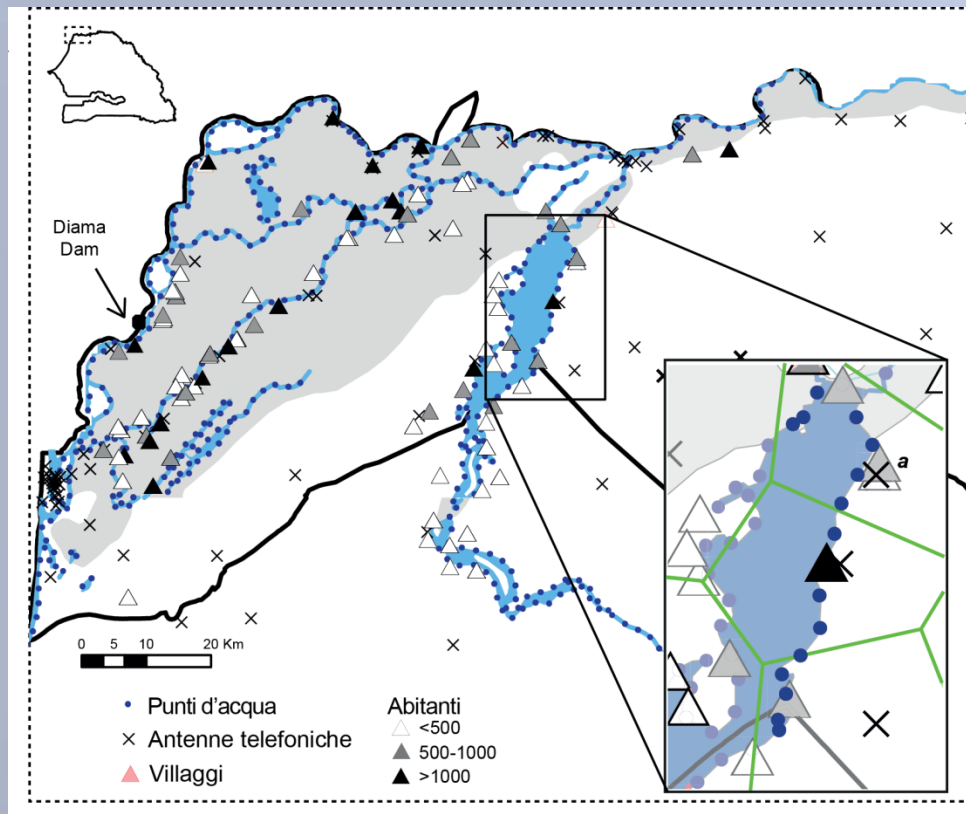 Diama
Dam
a
0 5 10 20 Km
Punti d'acqua
Antenne telefoniche
Villaggi
Abitanti
<500
500-1000
>1000